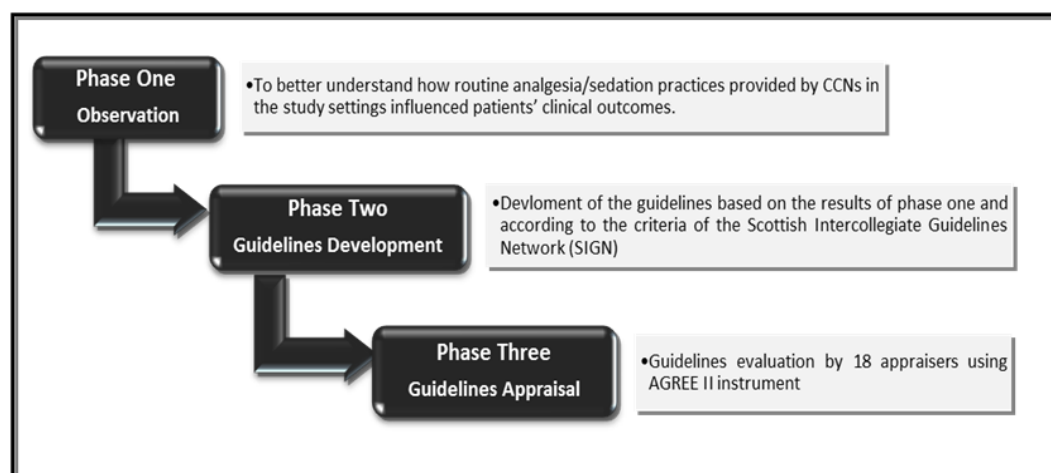 Phase One
Observation
•To better understand how routine analgesia/sedation practices provided by CCNs in
the study settings influenced patients' clinical outcomes.
Phase Two
Guidelines Development
•Devloment of the guidelines based on the results of phase one and
according to the criteria of the Scottish Intercollegiate Guidelines
Network (SIGN)
Phase Three
Guidelines Appraisal
•Guidelines evaluation by 18 appraisers using
AGREE II instrument